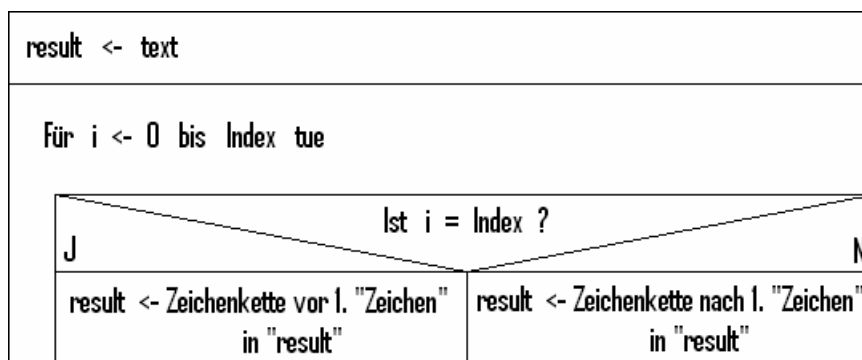 result <- text
Für i <- 0 bis Index tue
Ist i = Index ?
J
N
result <- Zeichenkette vor 1. "Zeichen"
in "result"
result <- Zeichenkette nach 1. "Zeichen"
in "result"